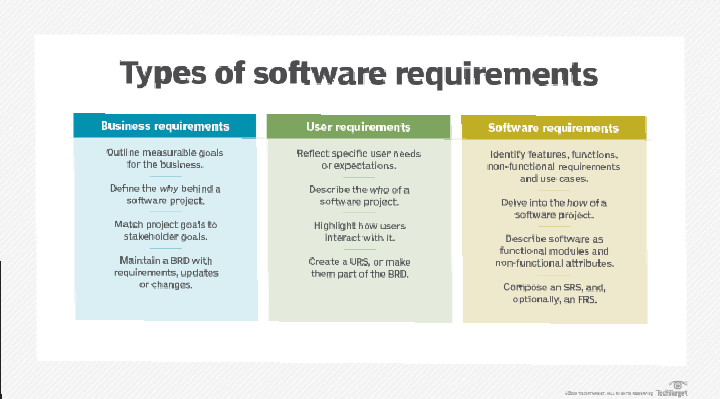 Types of software requirements
Business requirements
Outline measurable goals
for the business.
Define the why behind a
software project.
Match project goals to
stakeholder goals.
Maintain a BRD with
requirements, updates
or changes.
User requirements
Reflect specific user needs
or expectations.
Describe the who of a
software project.
Highlight how users
interact with it.
Create a URS, or make
them part of the BRD.
Software requirements
Identify features, functions,
non-functional requirements
and use cases.
Delve into the how of a
software project.
Describe software as
functional modules and
non-functional attributes.
Compose an SRS, and,
optionally, an FRS.
TechTarget